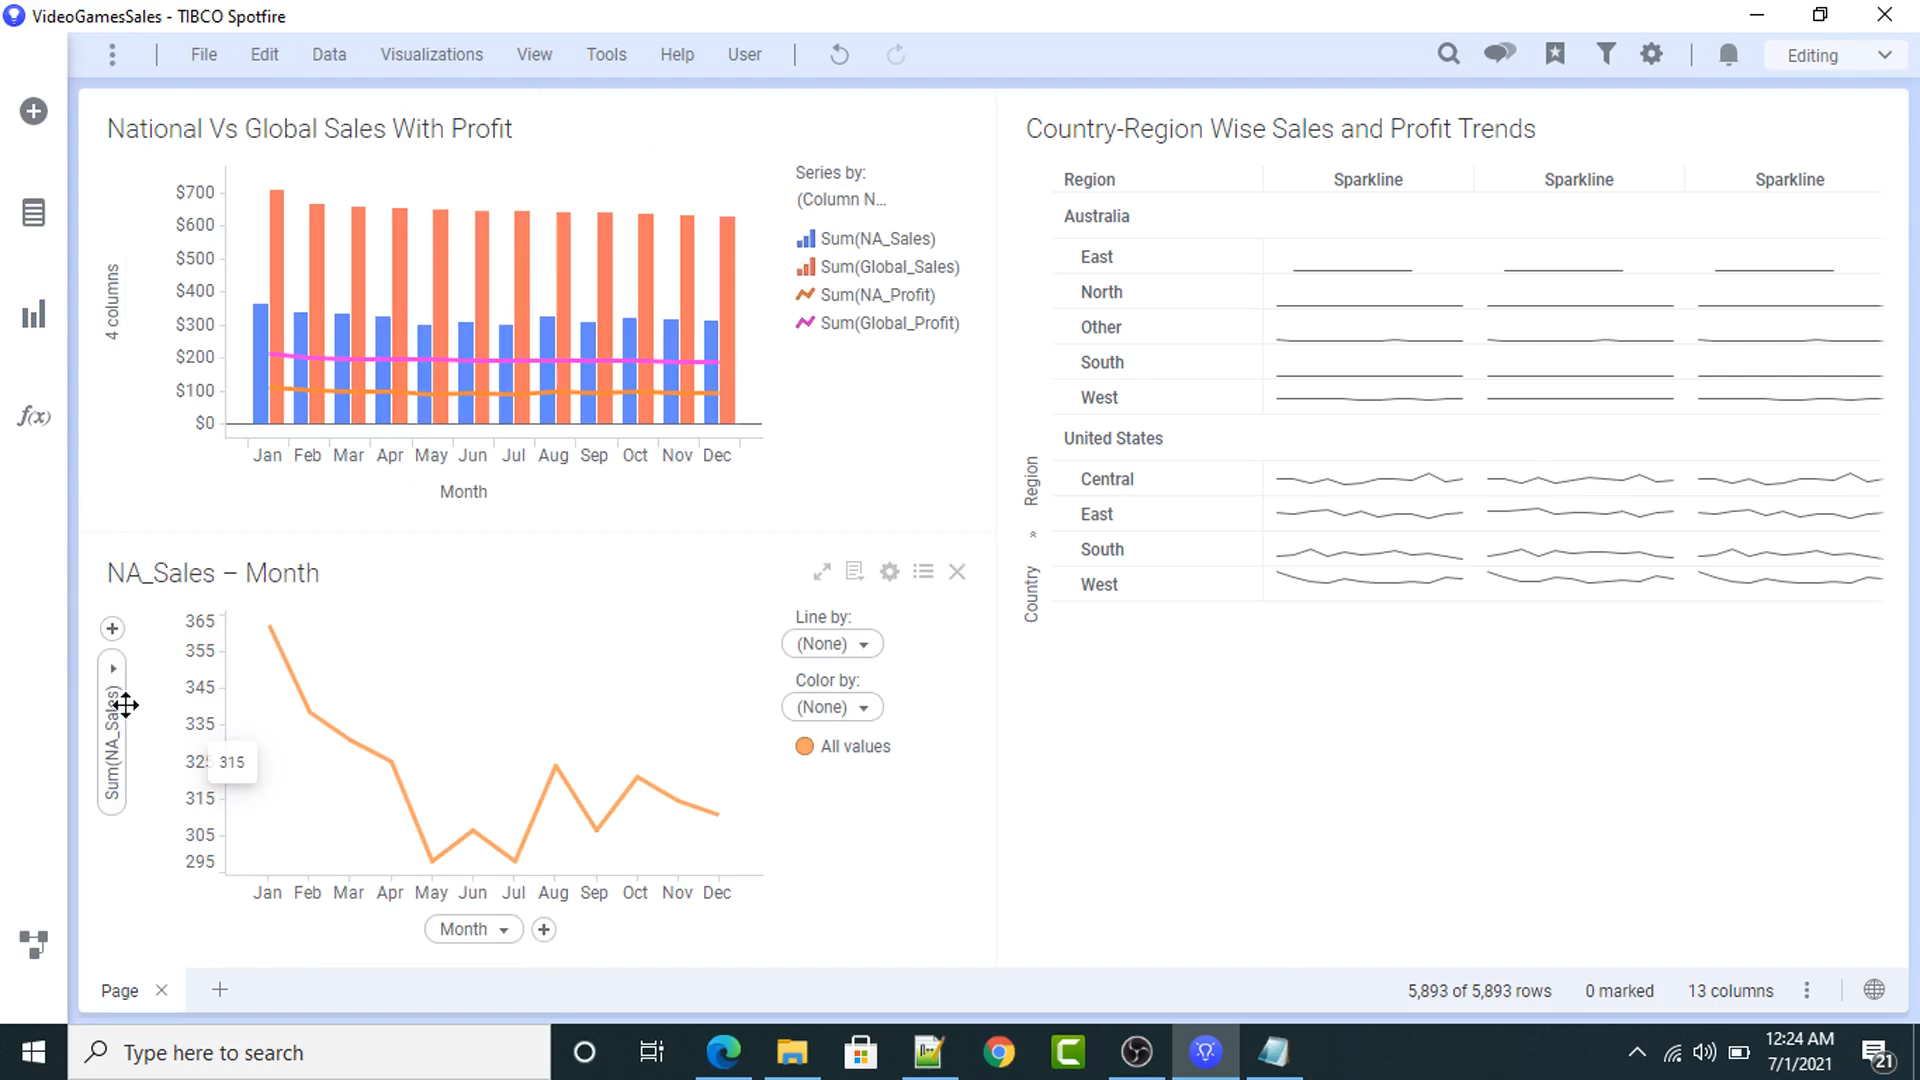 VideoGamesSales - TIBCO Spotfire
File Edit Data Visualizations View Tools Help User Editing
National Vs Global Sales With Profit
4 columns
$700
$600
$500
$400
$300
$200
$100
$0
Jan Feb Mar Apr May Jun Jul Aug Sep Oct Nov Dec
Month
Series by:
(Column N...
Sum(NA_Sales)
Sum(Global_Sales)
Sum(NA_Profit)
Sum(Global_Profit)
Country-Region Wise Sales and Profit Trends
Region Sparkline Sparkline Sparkline
Australia
East
North
Other
South
West
United States
Central
East
South
West
Region
Country
f(x)
NA_Sales – Month
Sum(NA_Sales)
365
355
345
335
325
315
315
305
295
Jan Feb Mar Apr May Jun Jul Aug Sep Oct Nov Dec
Month
Line by:
(None)
Color by:
(None)
All values
Page
5,893 of 5,893 rows 0 marked 13 columns
Type here to search
12:24 AM
7/1/2021
21